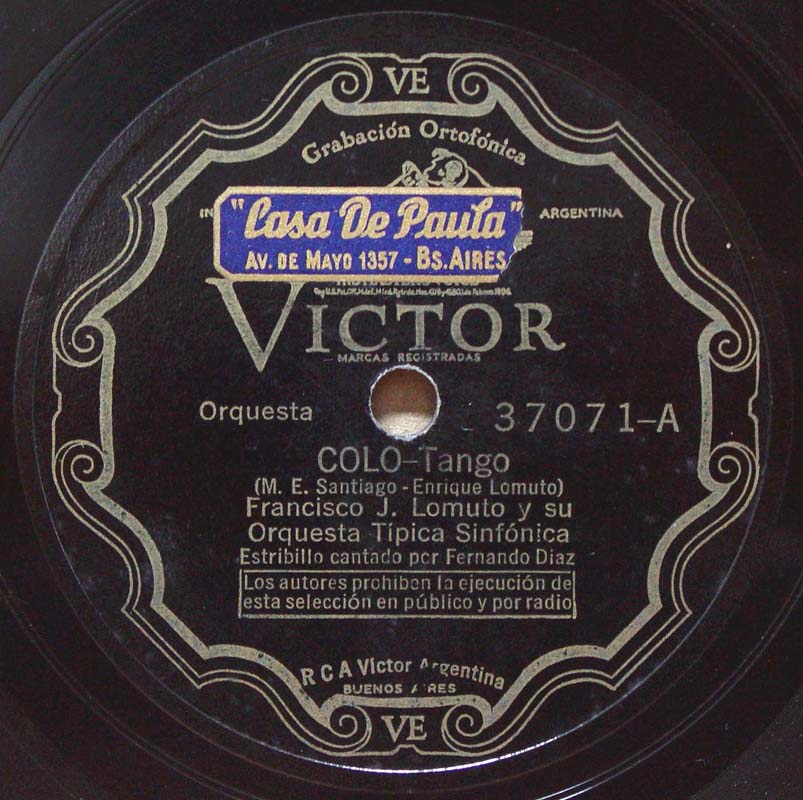 VE
Grabación Ortofónica
IN
ARGENTINA
"Casa De Paula"
AV. DE MAYO 1357 - BS. AIRES
VICTOR
MARCAS REGISTRADAS
Orquesta
37071-A
COLO-Tango
(M. E. Santiago - Enrique Lomuto)
Francisco J. Lomuto y su
Orquesta Típica Sinfónica
Estribillo cantado por Fernando Diaz
Los autores prohiben la ejecución de
esta selección en público y por radio
R C A Victor Argentina
BUENOS AIRES
VE